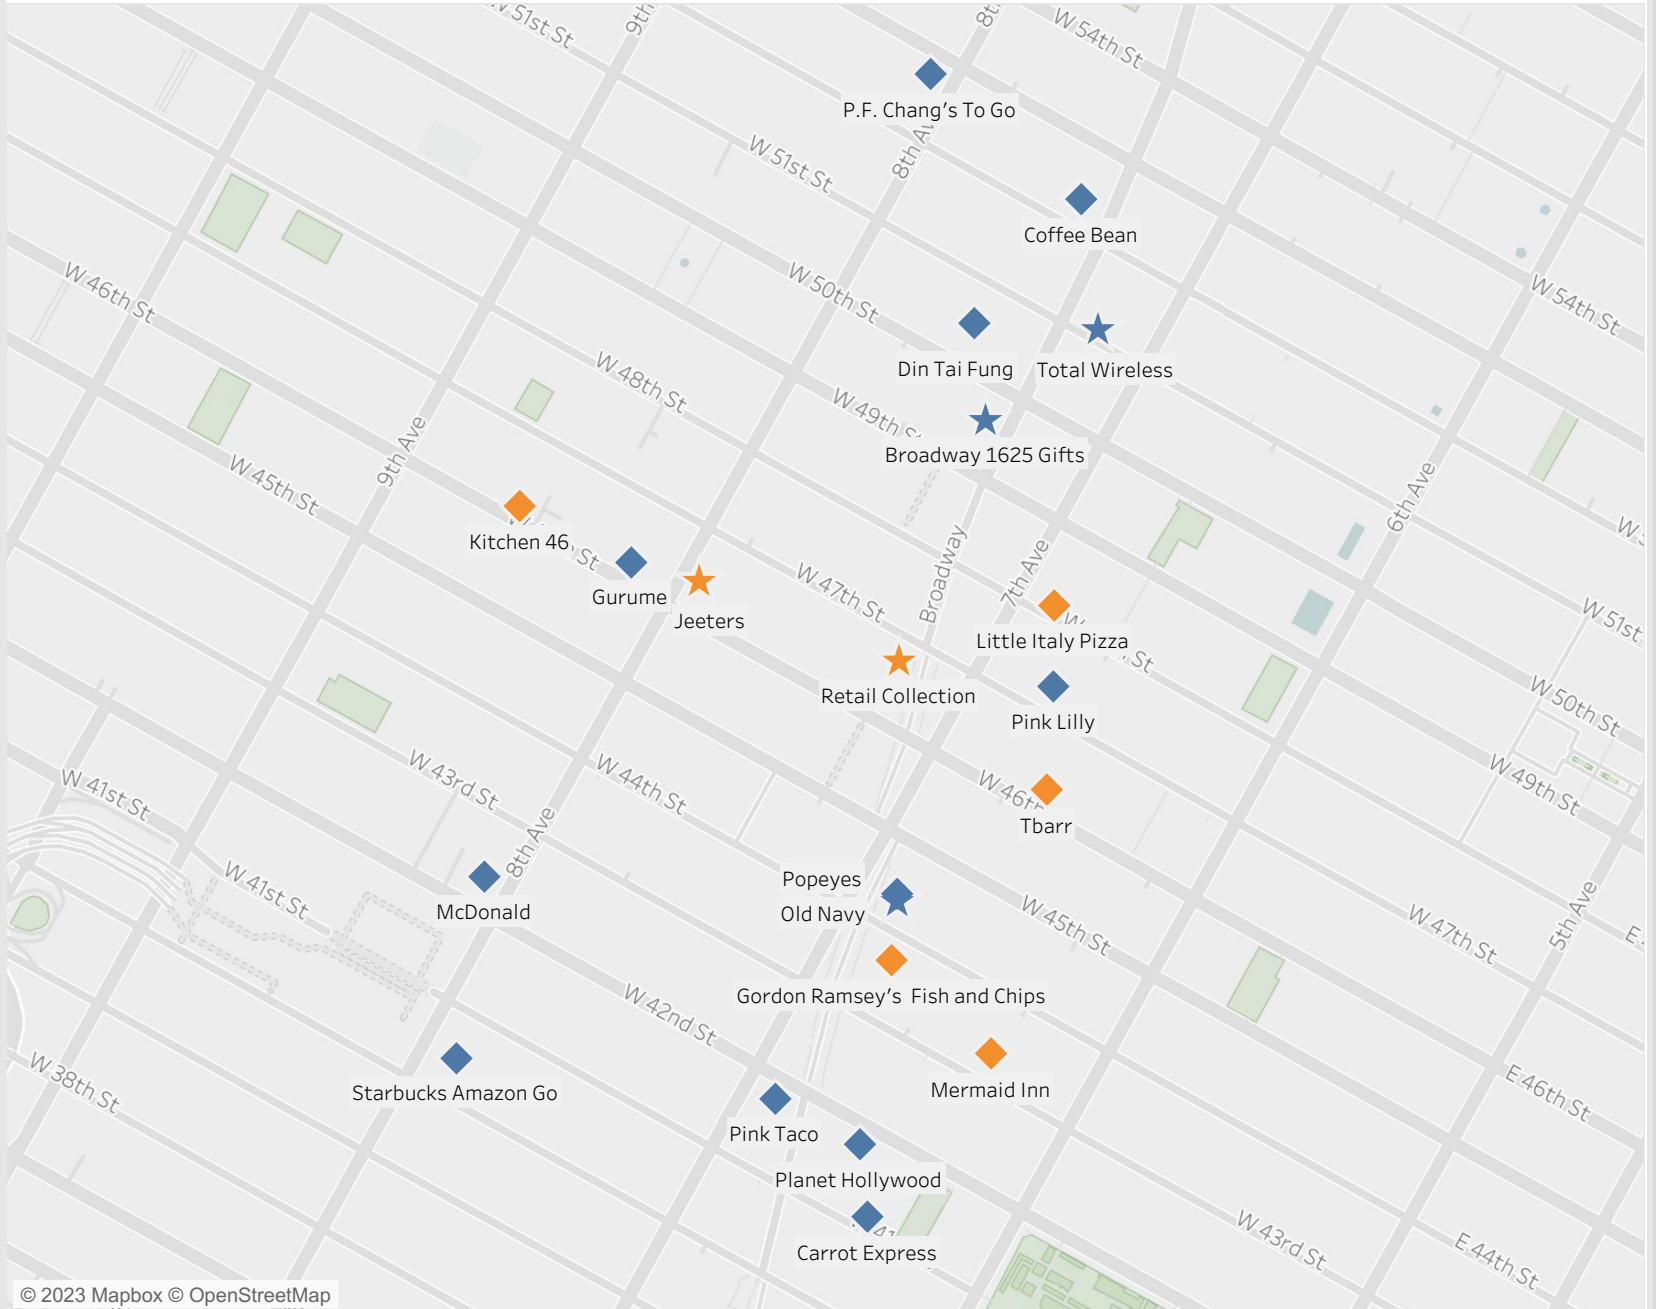 W 51st St
9th
8th
W 54th St
P.F. Chang's To Go
8th Av
W 51st St
Coffee Bean
W 50th St
W 46th St
W 54th St
Din Tai Fung
Total Wireless
W 48th St
W 49th St
Broadway 1625 Gifts
9th Ave
W 45th St
6th Ave
Kitchen 46
St
Gurume
Jeeters
W 47th St
Broadway
7th Ave
Little Italy Pizza
St
W 51st
Retail Collection
Pink Lilly
W 50th St
W 41st St
W 43rd St
W 44th St
W 46th
Tbarr
W 49th St
8th Ave
W 41st St
McDonald
Popeyes
Old Navy
W 45th St
W 47th St
5th Ave
Gordon Ramsey's Fish and Chips
W 42nd St
W 38th St
Starbucks Amazon Go
Mermaid Inn
E 46th St
Pink Taco
Planet Hollywood
W 41
Carrot Express
W 43rd St
E 44th St
© 2023 Mapbox © OpenStreetMap